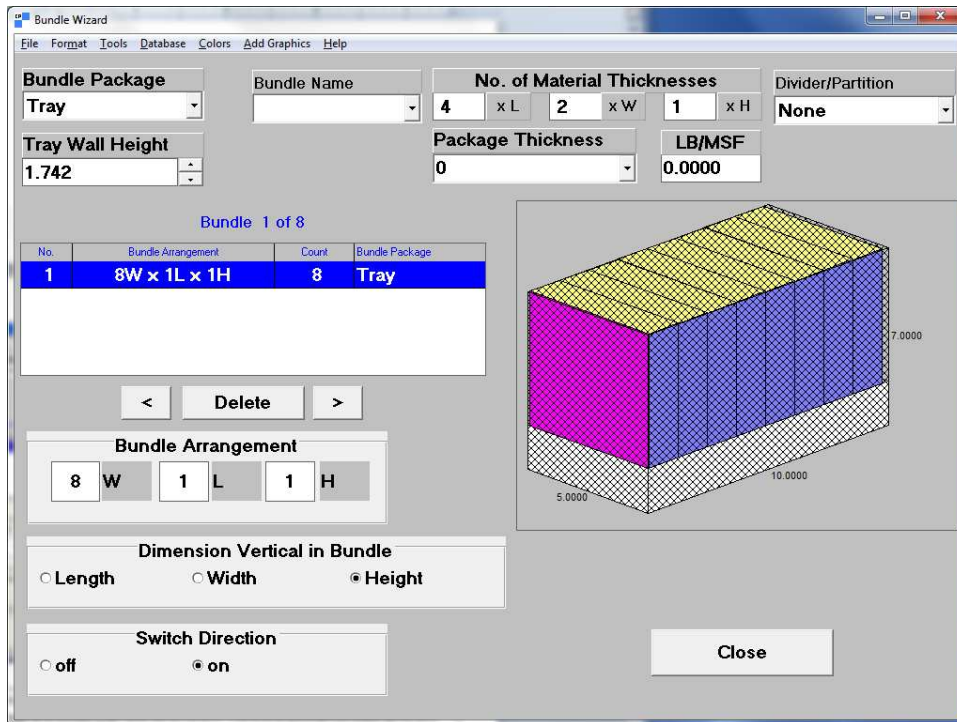 Bundle Wizard
File Format Tools Database Colors Add Graphics Help
Bundle Package
Tray
Bundle Name
No. of Material Thicknesses
4 x L 2 x W 1 x H
Divider/Partition
None
Tray Wall Height
1.742
Package Thickness
0
LB/MSF
0.0000
Bundle 1 of 8
No. Bundle Arrangement Count Bundle Package
1 8W x 1L x 1H 8 Tray
7.0000
10.0000
5.0000
< Delete >
Bundle Arrangement
8 W 1 L 1 H
Dimension Vertical in Bundle
Length Width Height
Switch Direction
off on
Close